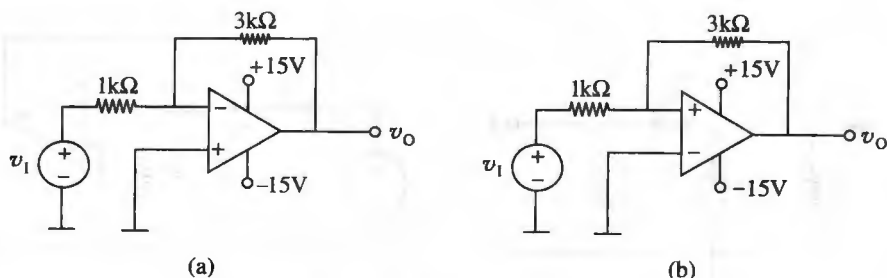 3kΩ
+15V
1kΩ
−
+
v_I
+
−
v_O
−15V
(a)
3kΩ
+15V
1kΩ
+
−
v_I
+
−
v_O
−15V
(b)